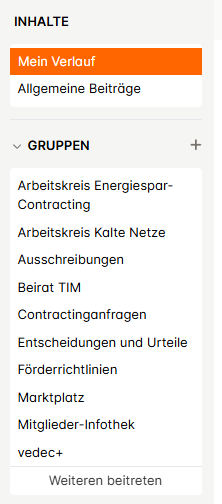 INHALTE
Mein Verlauf
Allgemeine Beiträge
GRUPPEN
Arbeitskreis Energiespar-
Contracting
Arbeitskreis Kalte Netze
Ausschreibungen
Beirat TIM
Contractinganfragen
Entscheidungen und Urteile
Förderrichtlinien
Marktplatz
Mitglieder-Infothek
vedec+
Weiteren beitreten